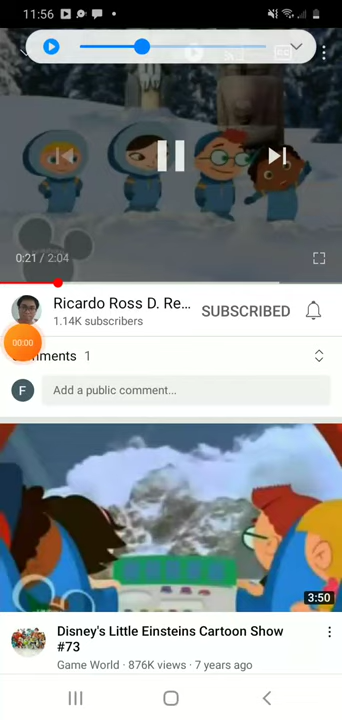 11:56
CC
0:21 / 2:04
Ricardo Ross D. Re...
1.14K subscribers
SUBSCRIBED
00:00
mments 1
F
Add a public comment...
3:50
Disney's Little Einsteins Cartoon Show
#73
Game World · 876K views · 7 years ago